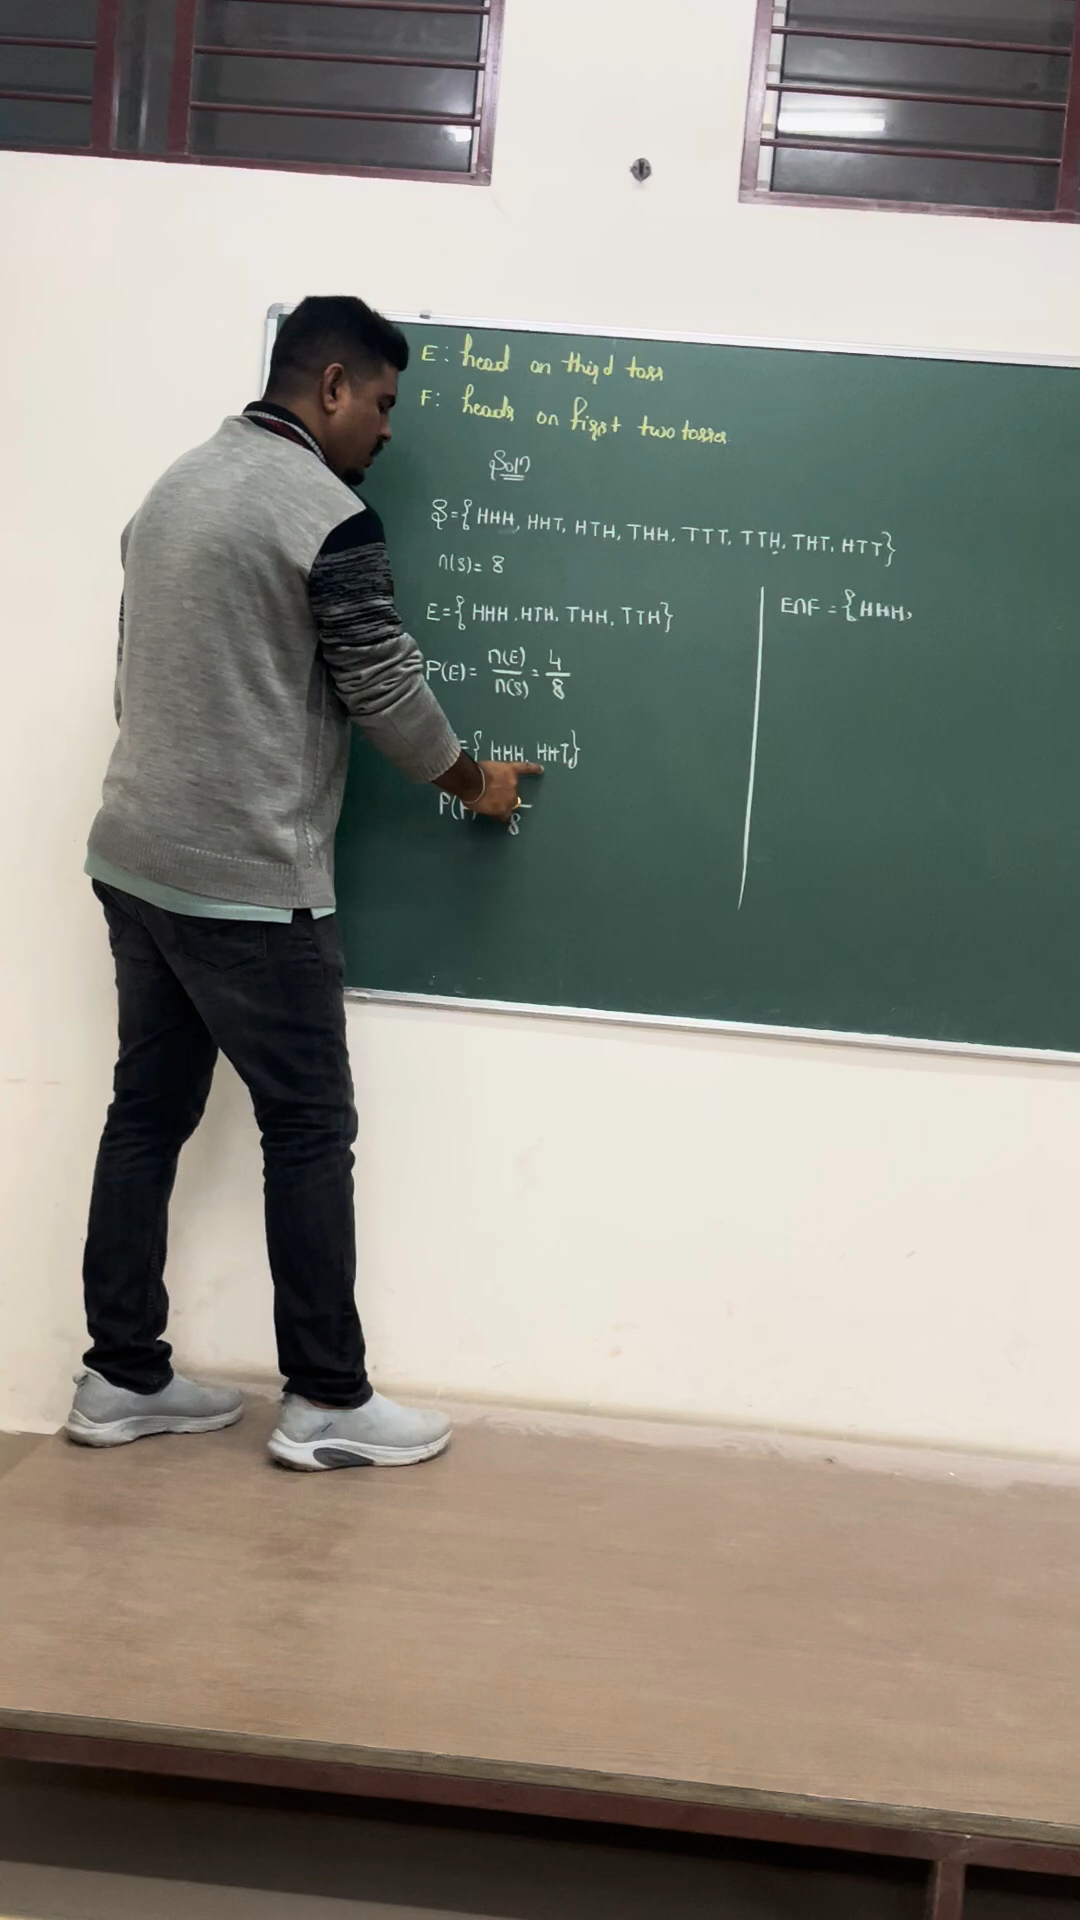 E: head on third toss
F: heads on first two tosses
Soln
S={HHH, HHT, HTH, THH, TTT, TTH, THT, HTT}
n(S)= 8
E={ HHH, HTH, THH, TTH}
P(E)= n(E)/n(S) = 4/8
={ HHH, HHT,}
P(F) 8
E∩F = {HHH,